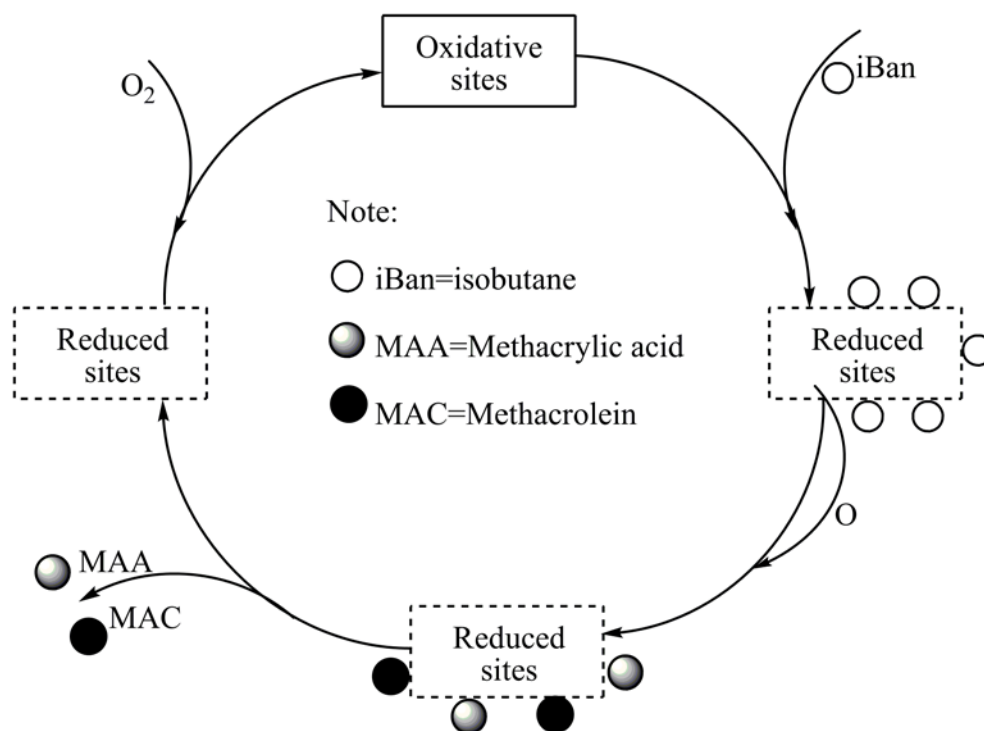 Oxidative
sites
O₂
iBan
Note:
iBan=isobutane
MAA=Methacrylic acid
MAC=Methacrolein
Reduced
sites
Reduced
sites
O
MAA
MAC
Reduced
sites